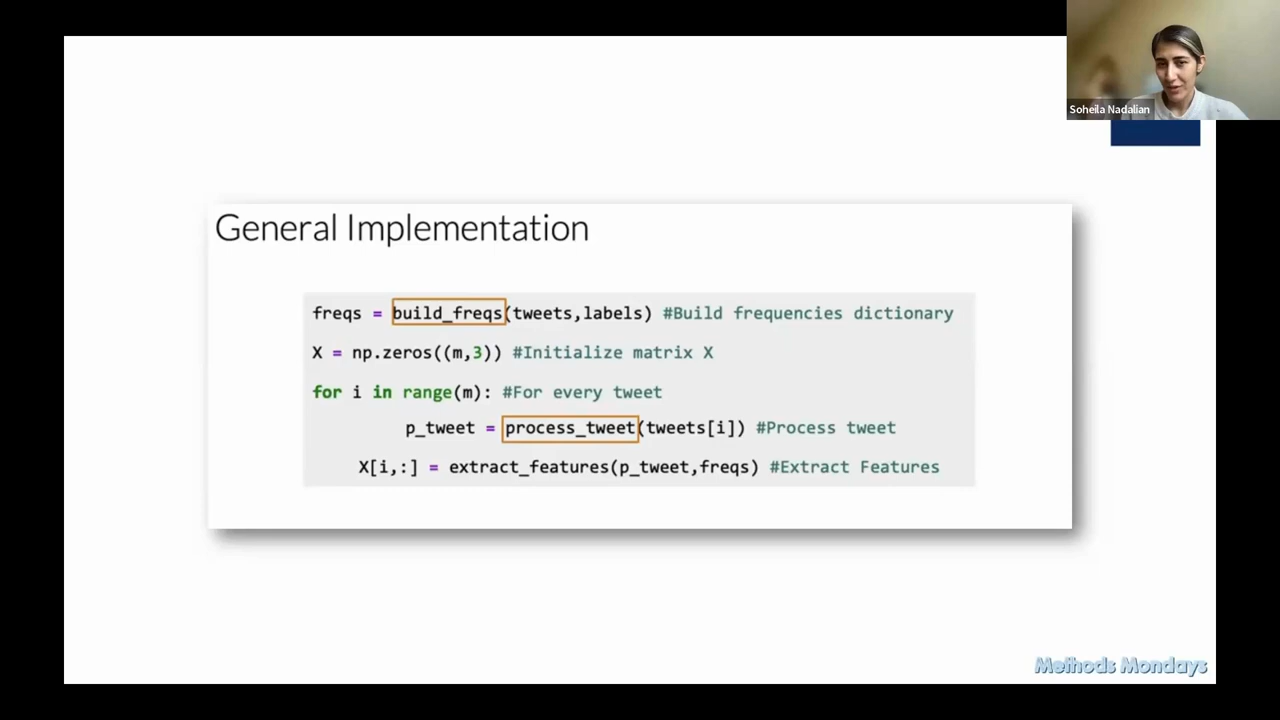 Soheila Nadalian
General Implementation
freqs = build_freqs(tweets,labels) #Build frequencies dictionary
X = np.zeros((m,3)) #Initialize matrix X
for i in range(m): #For every tweet
p_tweet = process_tweet(tweets[i]) #Process tweet
X[i,:] = extract_features(p_tweet,freqs) #Extract Features
Methods Mondays